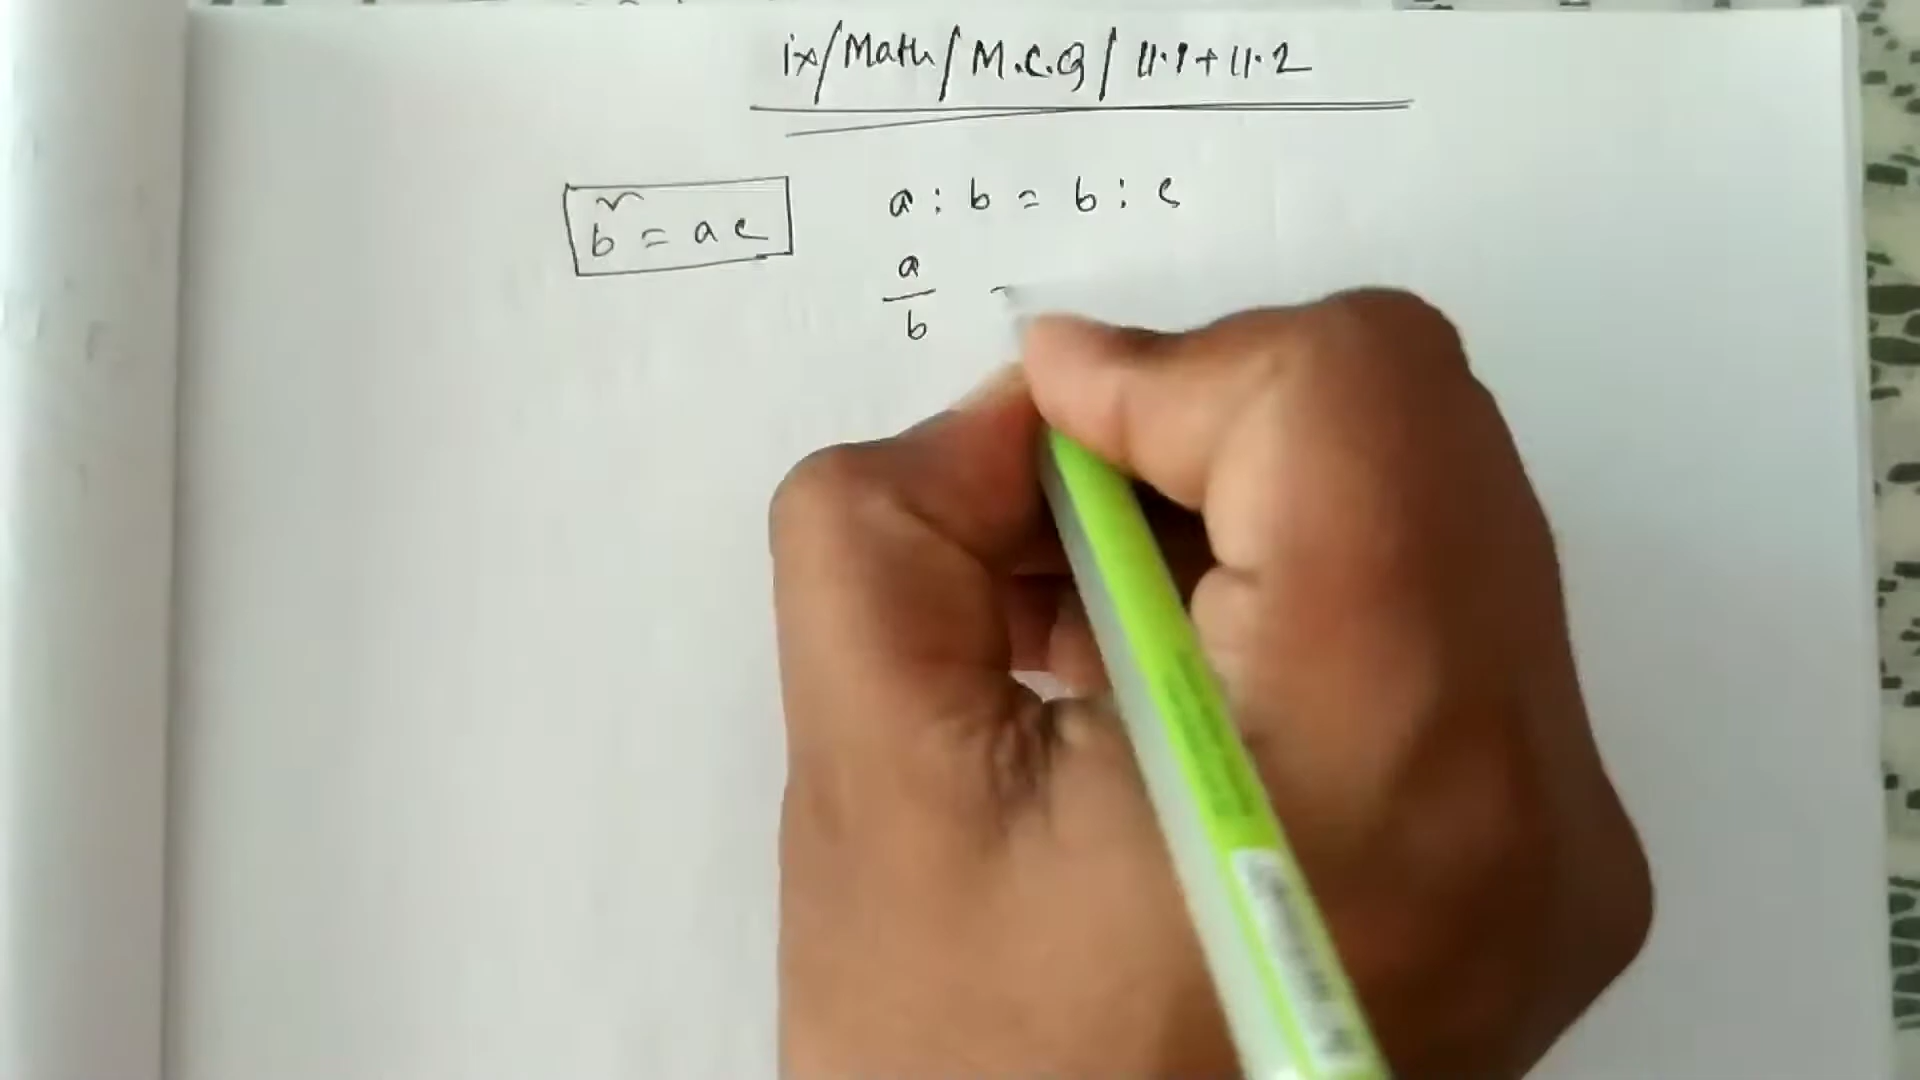 ix/Math/M.C.Q/11.1+11.2
b² = ac
a : b = b : c
a
b